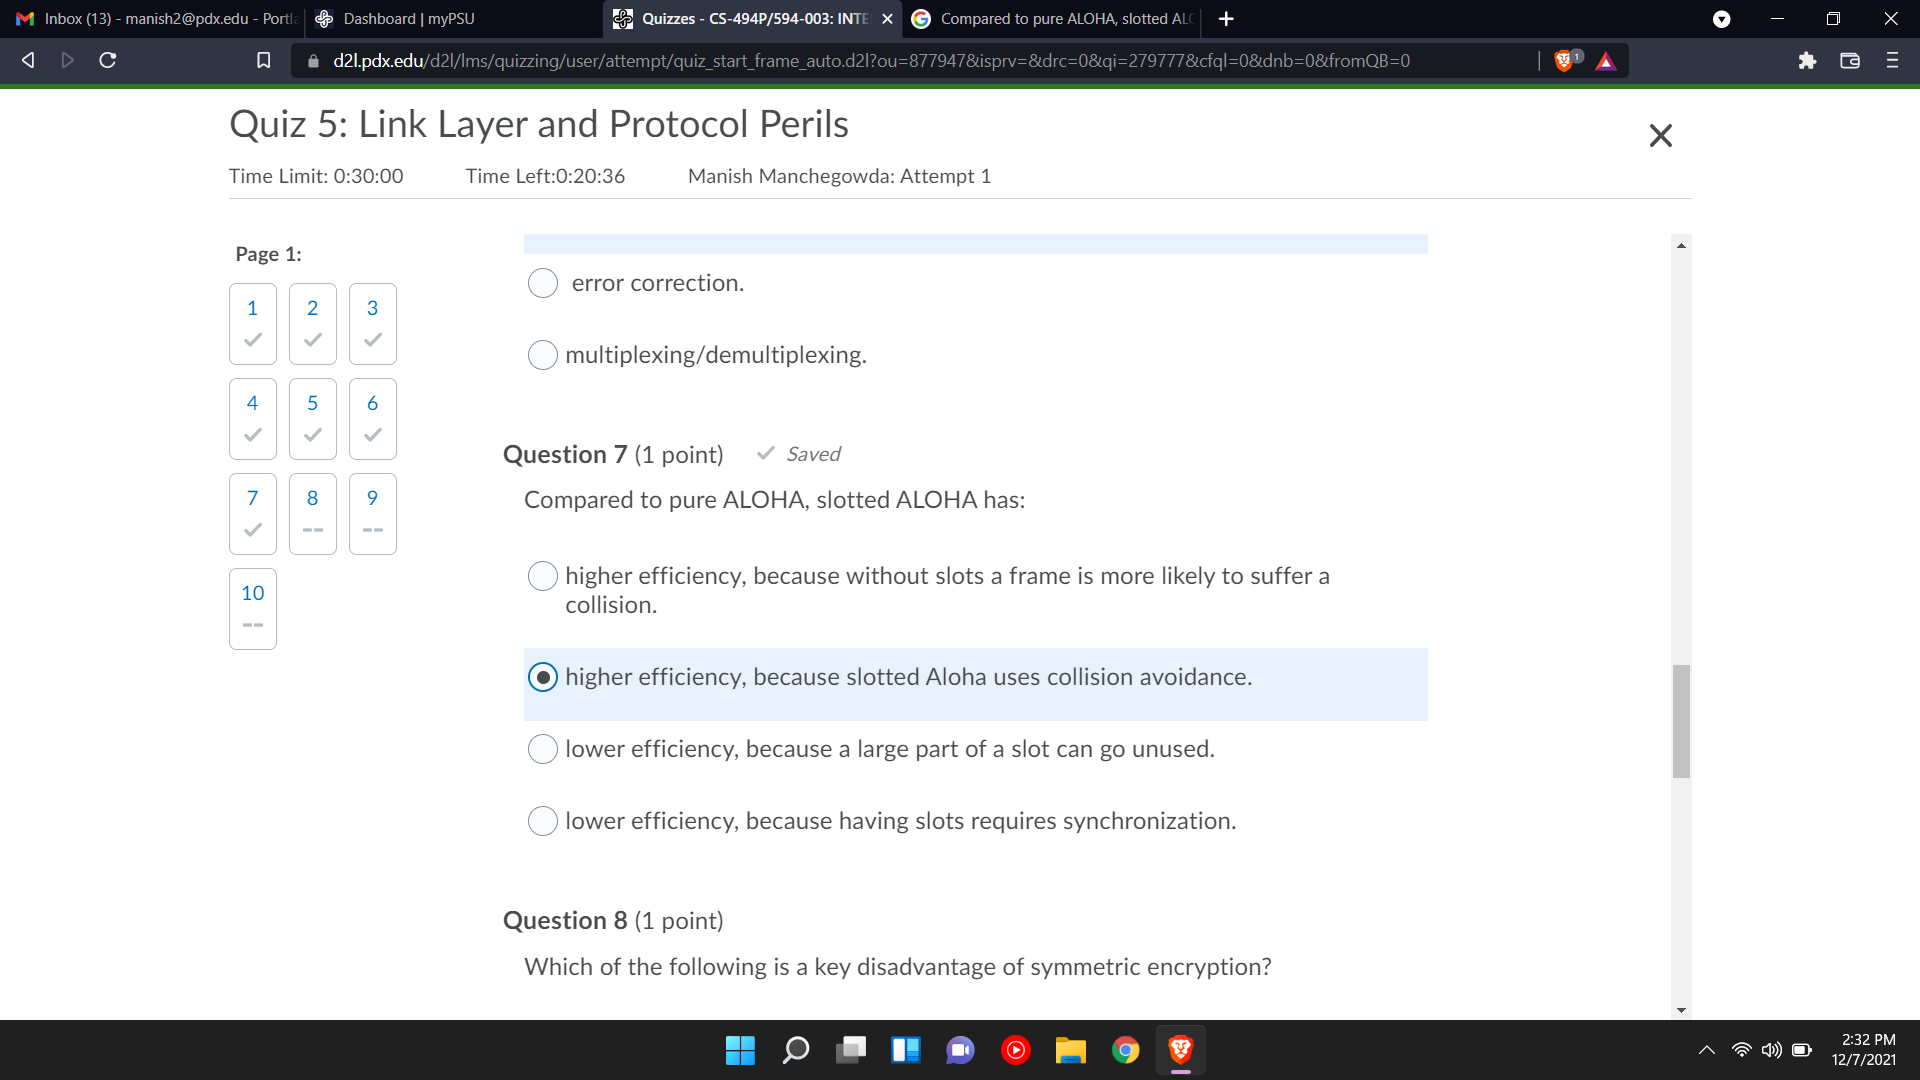 Inbox (13) - manish2@pdx.edu - Portla
Dashboard | myPSU
Quizzes - CS-494P/594-003: INTE
Compared to pure ALOHA, slotted ALO
d2l.pdx.edu/d2l/lms/quizzing/user/attempt/quiz_start_frame_auto.d2l?ou=877947&isprv=&drc=0&qi=279777&cfql=0&dnb=0&fromQB=0
1
Quiz 5: Link Layer and Protocol Perils
Time Limit: 0:30:00
Time Left:0:20:36
Manish Manchegowda: Attempt 1
Page 1:
1
2
3
4
5
6
7
8
--
9
--
10
--
error correction.
multiplexing/demultiplexing.
Question 7 (1 point)
Saved
Compared to pure ALOHA, slotted ALOHA has:
higher efficiency, because without slots a frame is more likely to suffer a
collision.
higher efficiency, because slotted Aloha uses collision avoidance.
lower efficiency, because a large part of a slot can go unused.
lower efficiency, because having slots requires synchronization.
Question 8 (1 point)
Which of the following is a key disadvantage of symmetric encryption?
2:32 PM
12/7/2021